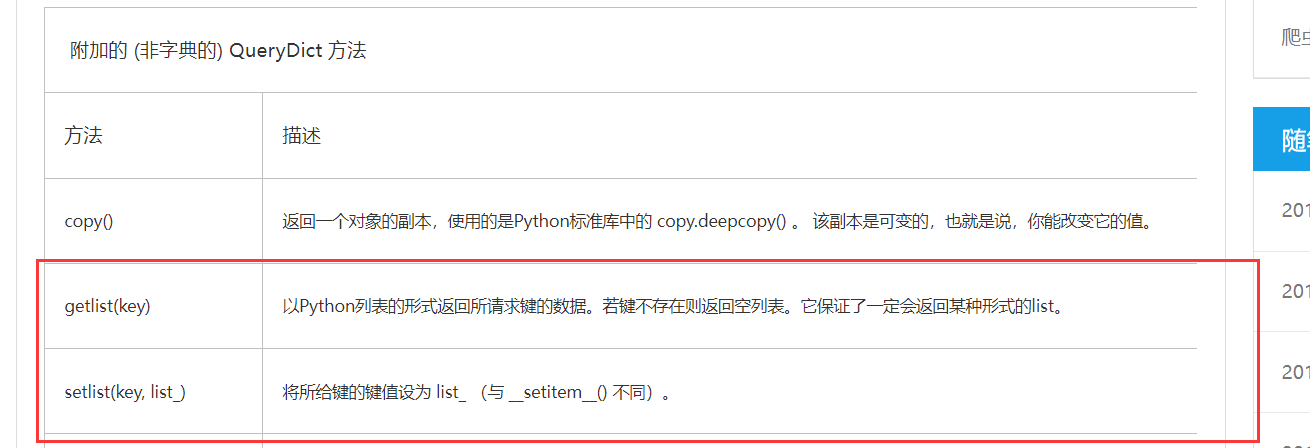 附加的 (非字典的) QueryDict 方法
方法 描述
copy() 返回一个对象的副本，使用的是Python标准库中的 copy.deepcopy() 。 该副本是可变的，也就是说，你能改变它的值。
getlist(key) 以Python列表的形式返回所请求键的数据。若键不存在则返回空列表。它保证了一定会返回某种形式的list。
setlist(key, list_) 将所给键的键值设为 list_ （与 __setitem__() 不同）。
爬
随
201
201
201